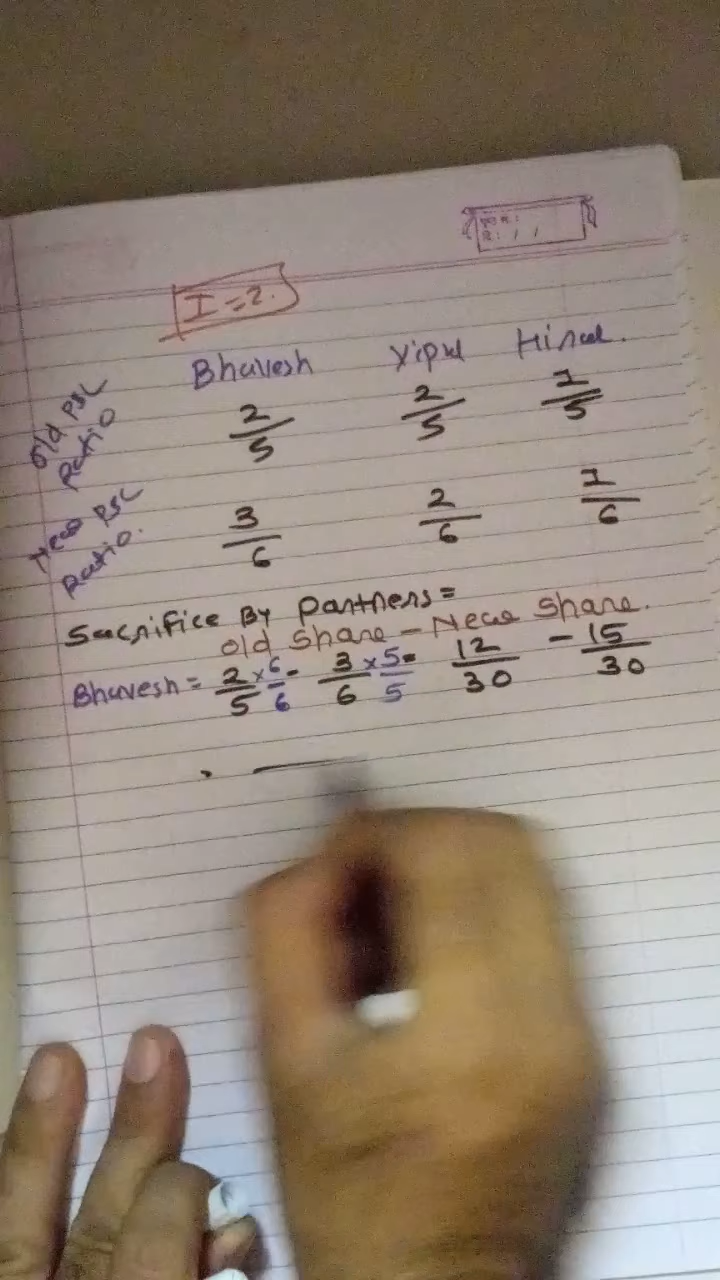 I = 2.
Bhavesh Vipul Hiral.
Old PSL Ratio 2/5 2/5 1/5
New PSL Ratio. 3/6 2/6 1/6
Sacrifice By Partners =
Old Share - New Share.
Bhavesh = 2/5 × 6/6 - 3/6 × 5/5 = 12/30 - 15/30